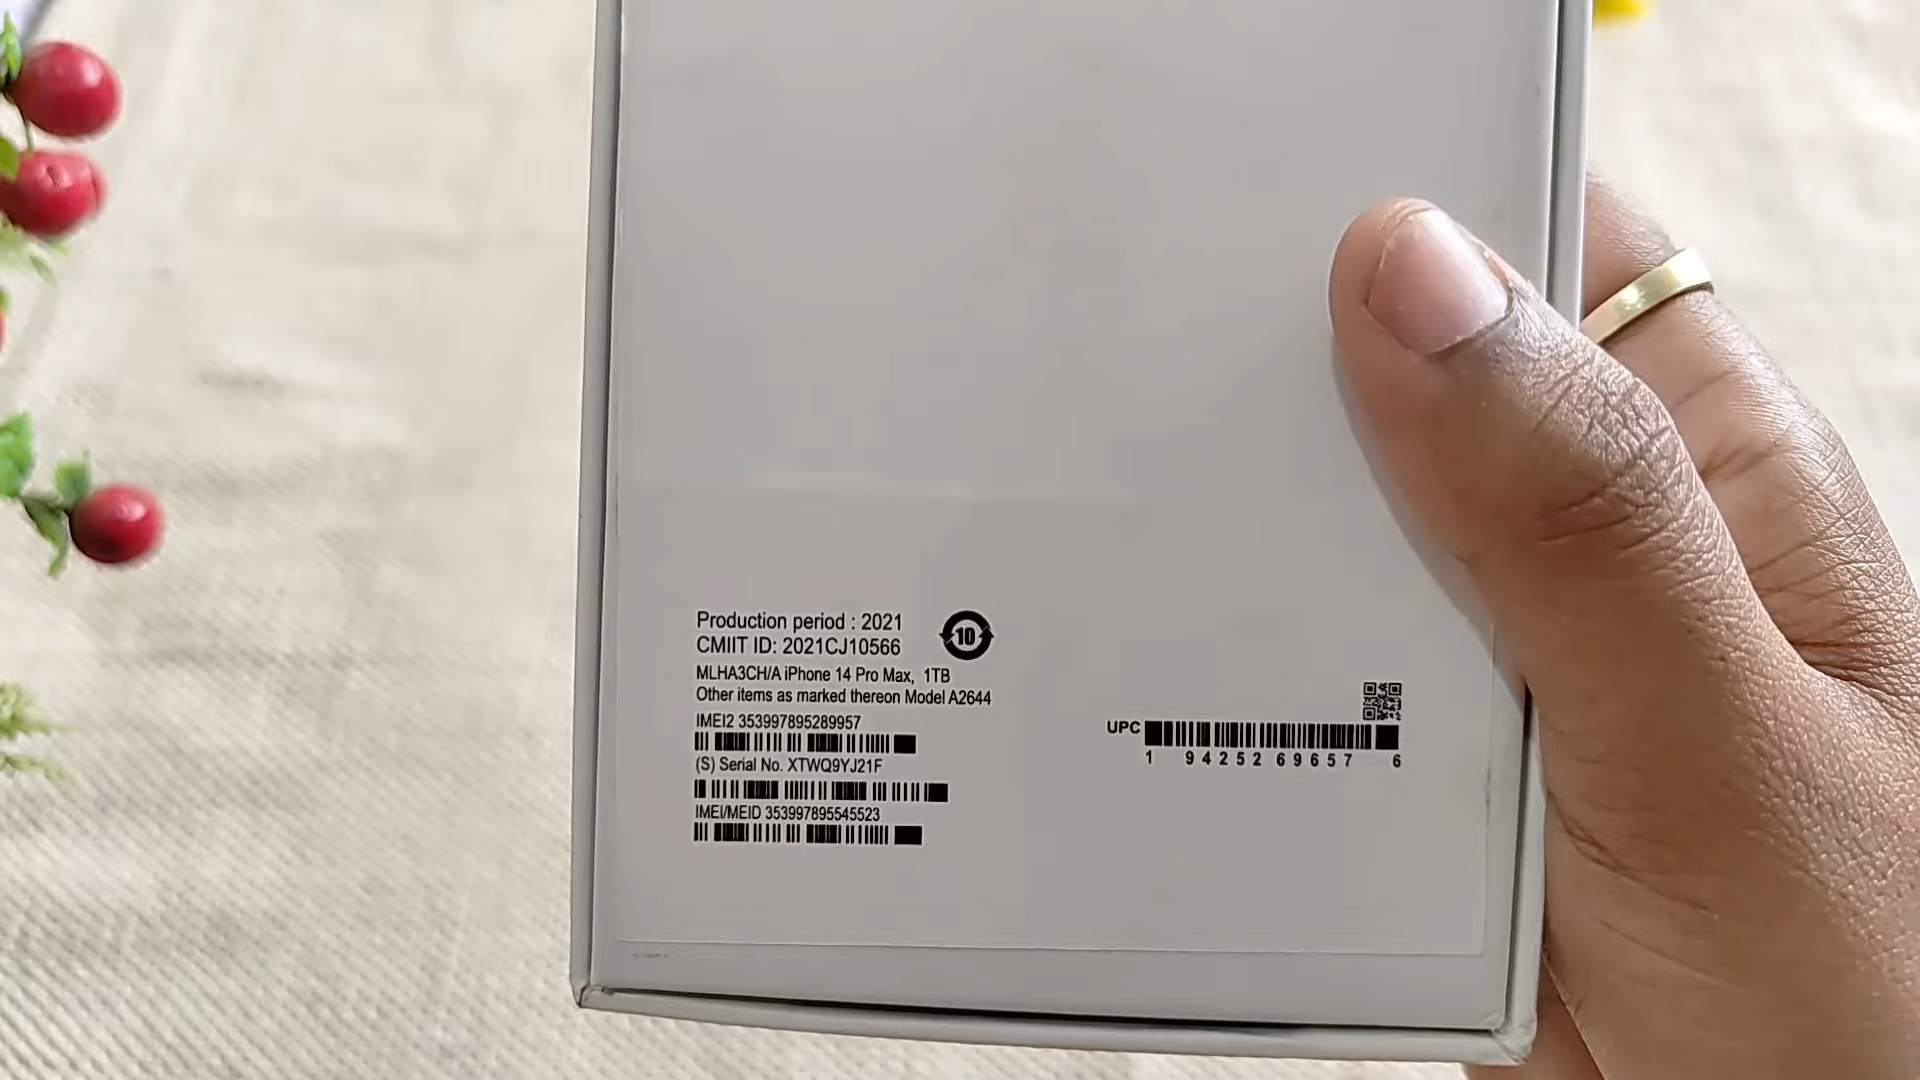 Production period : 2021
10
CMIIT ID: 2021CJ10566
MLHA3CH/A iPhone 14 Pro Max, 1TB
Other items as marked thereon Model A2644
IMEI2 353997895289957
(S) Serial No. XTWQ9YJ21F
IMEI/MEID 353997895545523
UPC
1 94252 69657 6